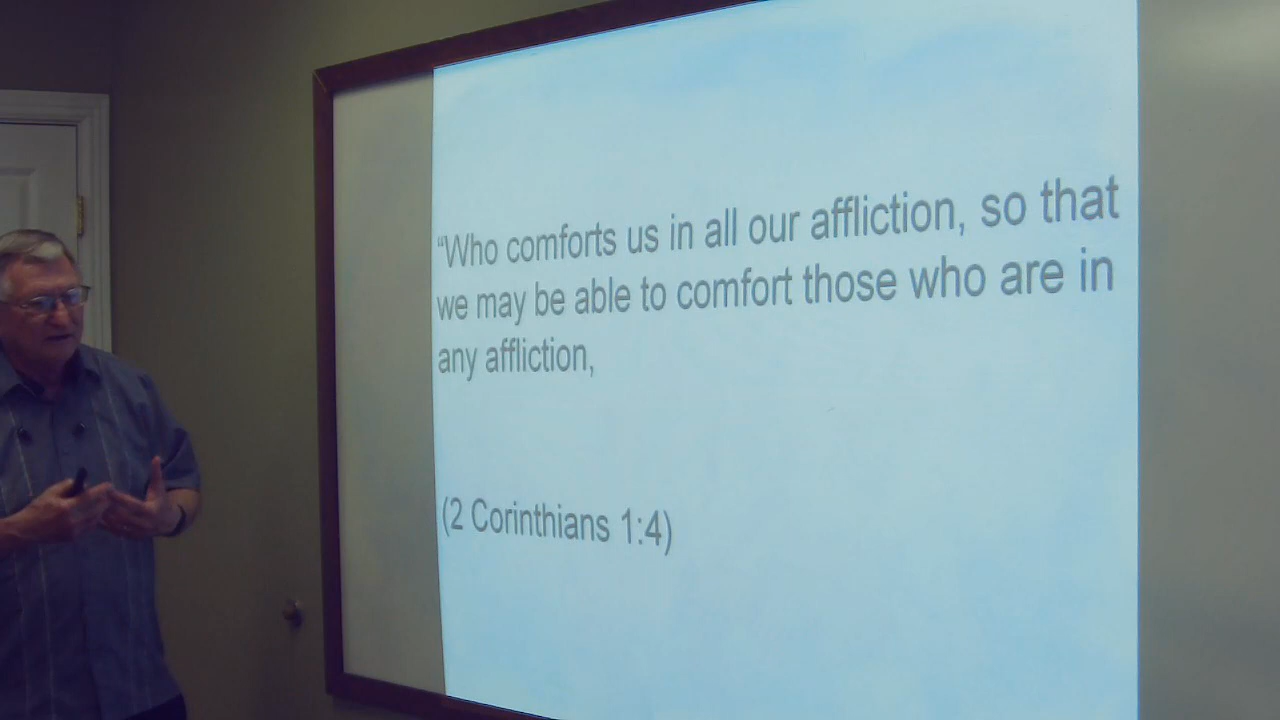 “Who comforts us in all our affliction, so that
we may be able to comfort those who are in
any affliction,
(2 Corinthians 1:4)